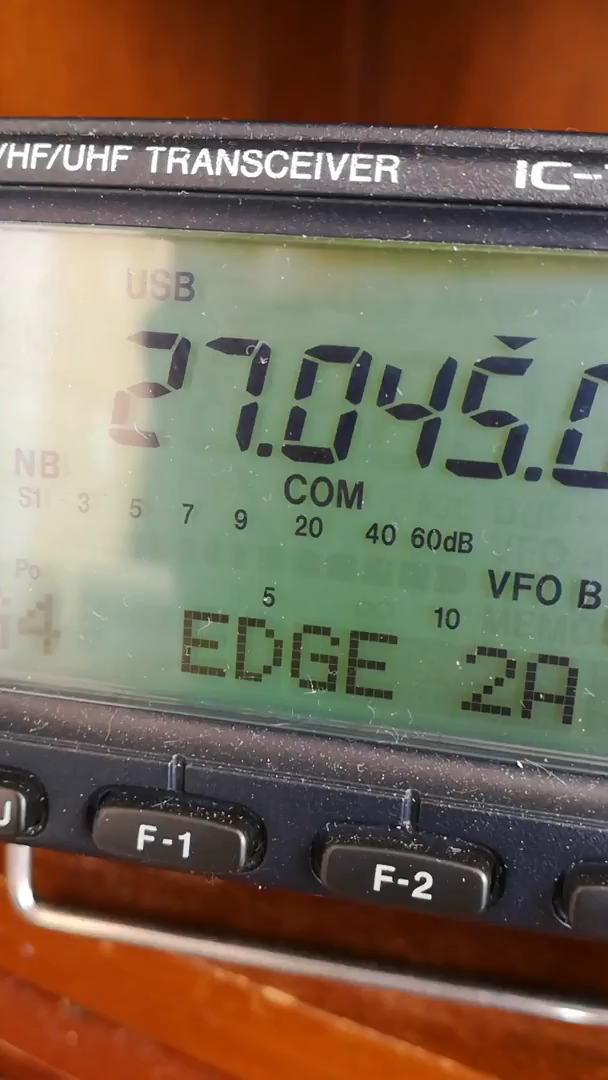 /HF/UHF TRANSCEIVER IC-
USB
27.045.0
NB
COM
S1 3 5 7 9 20 40 60dB
Po 5 10
VFO B
EDGE 2A
F-1 F-2